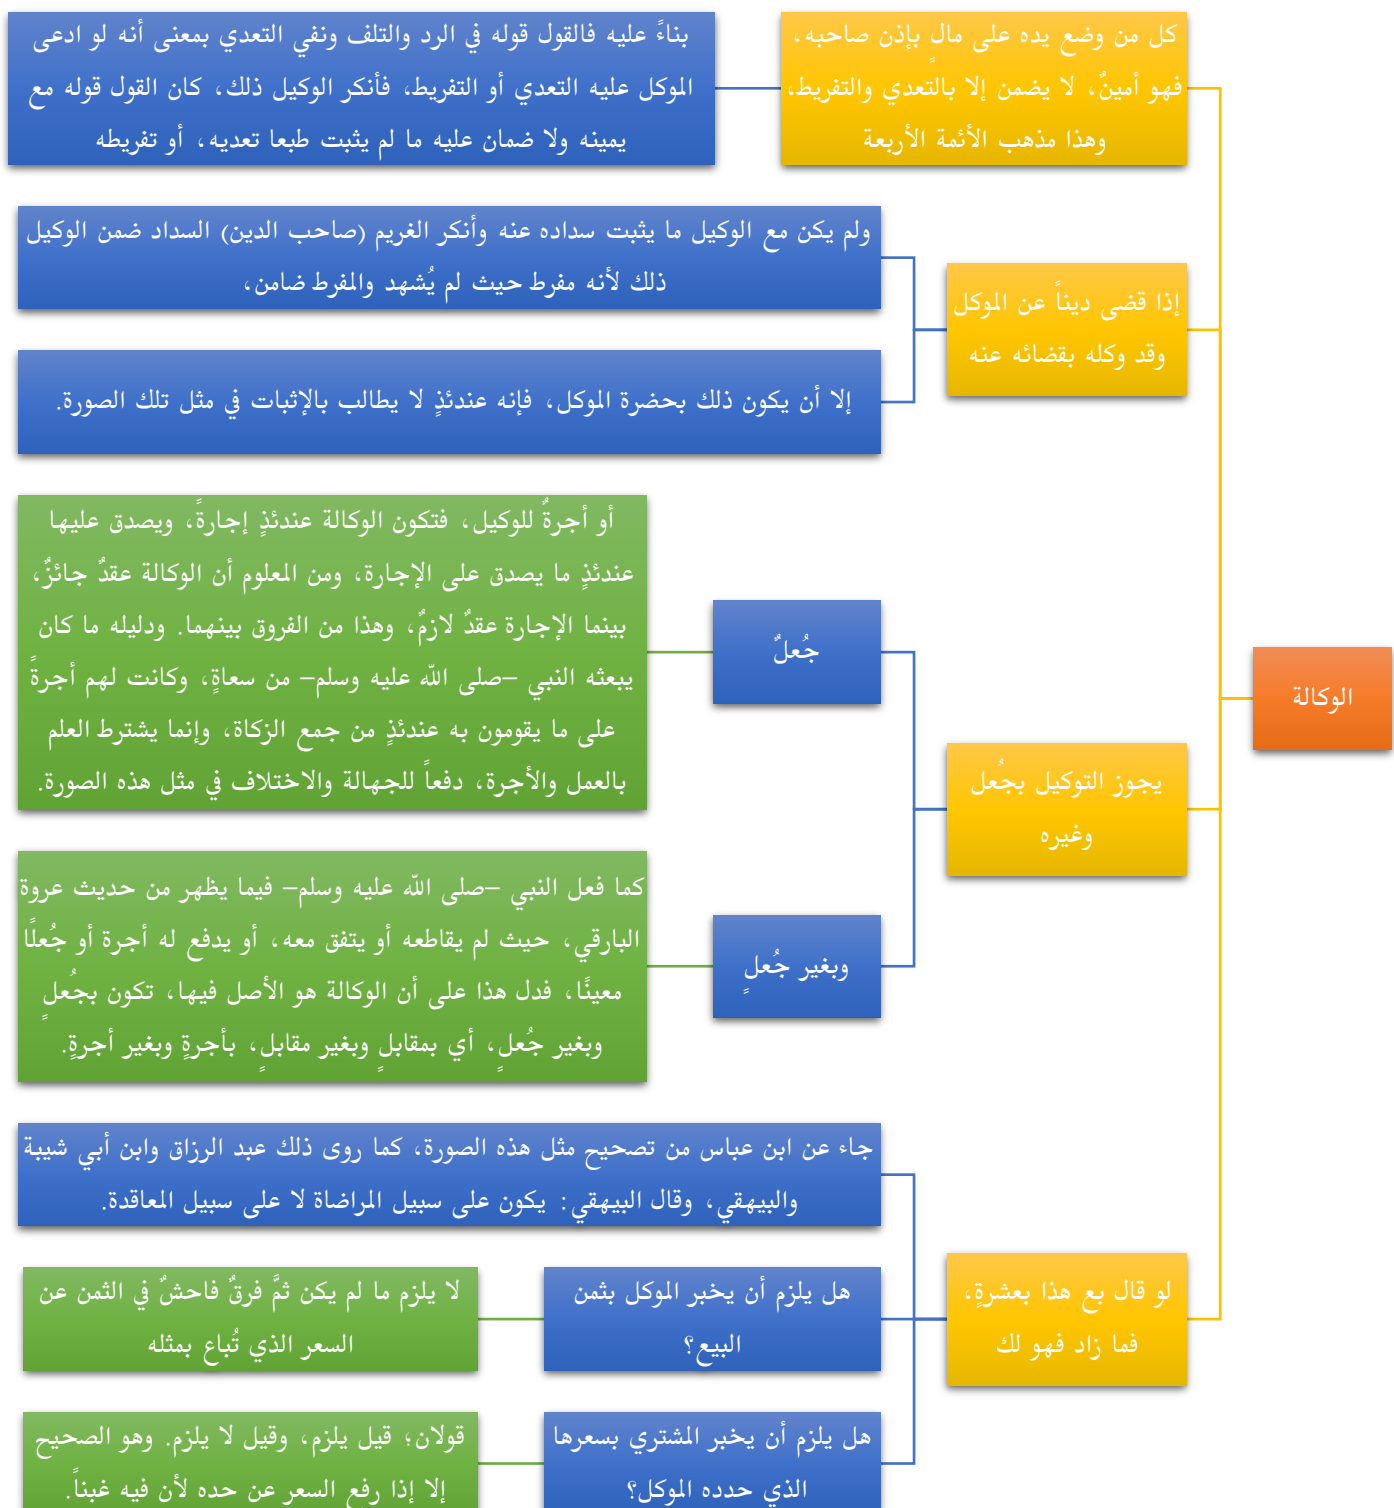 الوكالة
كل من وضع يده على مالٍ بإذن صاحبه،
فهو أمينٌ، لا يضمن إلا بالتعدي والتفريط،
وهذا مذهب الأئمة الأربعة
بناءً عليه فالقول قوله في الرد والتلف ونفي التعدي بمعنى أنه لو ادعى
الموكل عليه التعدي أو التفريط، فأنكر الوكيل ذلك، كان القول قوله مع
يمينه ولا ضمان عليه ما لم يثبت طبعا تعديه، أو تفريطه
إذا قضى ديناً عن الموكل
وقد وكله بقضائه عنه
ولم يكن مع الوكيل ما يثبت سداده عنه وأنكر الغريم (صاحب الدين) السداد ضمن الوكيل
ذلك لأنه مفرط حيث لم يُشهد والمفرط ضامن،
إلا أن يكون ذلك بحضرة الموكل، فإنه عندئذٍ لا يطالب بالإثبات في مثل تلك الصورة.
يجوز التوكيل بجُعل
وغيره
جُعلٌ
أو أجرةٌ للوكيل، فتكون الوكالة عندئذٍ إجارةً، ويصدق عليها
عندئذٍ ما يصدق على الإجارة، ومن المعلوم أن الوكالة عقدٌ جائزٌ،
بينما الإجارة عقدٌ لازمٌ، وهذا من الفروق بينهما. ودليله ما كان
يبعثه النبي –صلى الله عليه وسلم– من سعاةٍ، وكانت لهم أجرةً
على ما يقومون به عندئذٍ من جمع الزكاة، وإنما يشترط العلم
بالعمل والأجرة، دفعاً للجهالة والاختلاف في مثل هذه الصورة.
وبغير جُعلٍ
كما فعل النبي –صلى الله عليه وسلم– فيما يظهر من حديث عروة
البارقي، حيث لم يقاطعه أو يتفق معه، أو يدفع له أجرة أو جُعلًا
معينًا، فدل هذا على أن الوكالة هو الأصل فيها، تكون بجُعلٍ
وبغير جُعلٍ، أي بمقابلٍ وبغير مقابلٍ، بأجرةٍ وبغير أجرةٍ.
لو قال بع هذا بعشرةٍ،
فما زاد فهو لك
جاء عن ابن عباس من تصحيح مثل هذه الصورة، كما روى ذلك عبد الرزاق وابن أبي شيبة
والبيهقي، وقال البيهقي: يكون على سبيل المراضاة لا على سبيل المعاقدة.
هل يلزم أن يخبر الموكل بثمن
البيع؟
لا يلزم ما لم يكن ثمَّ فرقٌ فاحشٌ في الثمن عن
السعر الذي تُباع بمثله
هل يلزم أن يخبر المشتري بسعرها
الذي حدده الموكل؟
قولان؛ قيل يلزم، وقيل لا يلزم. وهو الصحيح
إلا إذا رفع السعر عن حده لأن فيه غبناً.